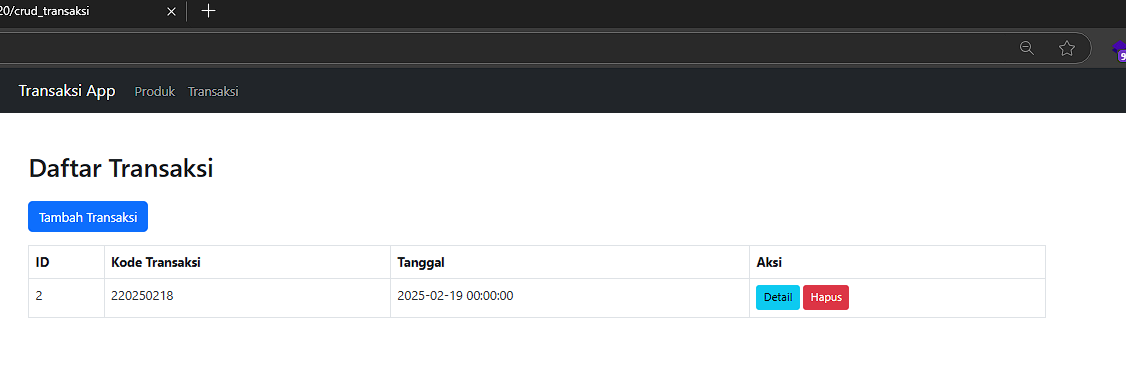 20/crud_transaksi
Transaksi App Produk Transaksi
9
Daftar Transaksi
Tambah Transaksi
ID Kode Transaksi Tanggal Aksi
2 220250218 2025-02-19 00:00:00 Detail Hapus